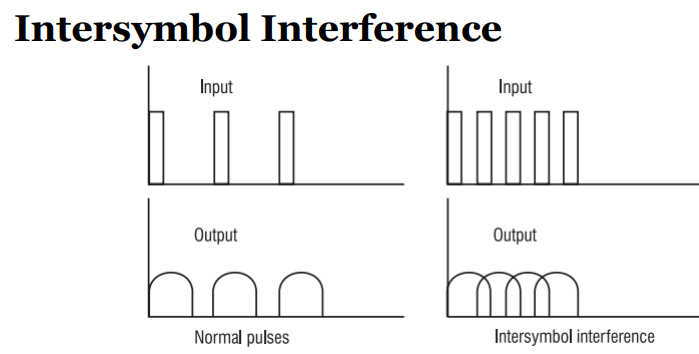 Intersymbol Interference
Input
Input
Output
Output
Normal pulses
Intersymbol interference